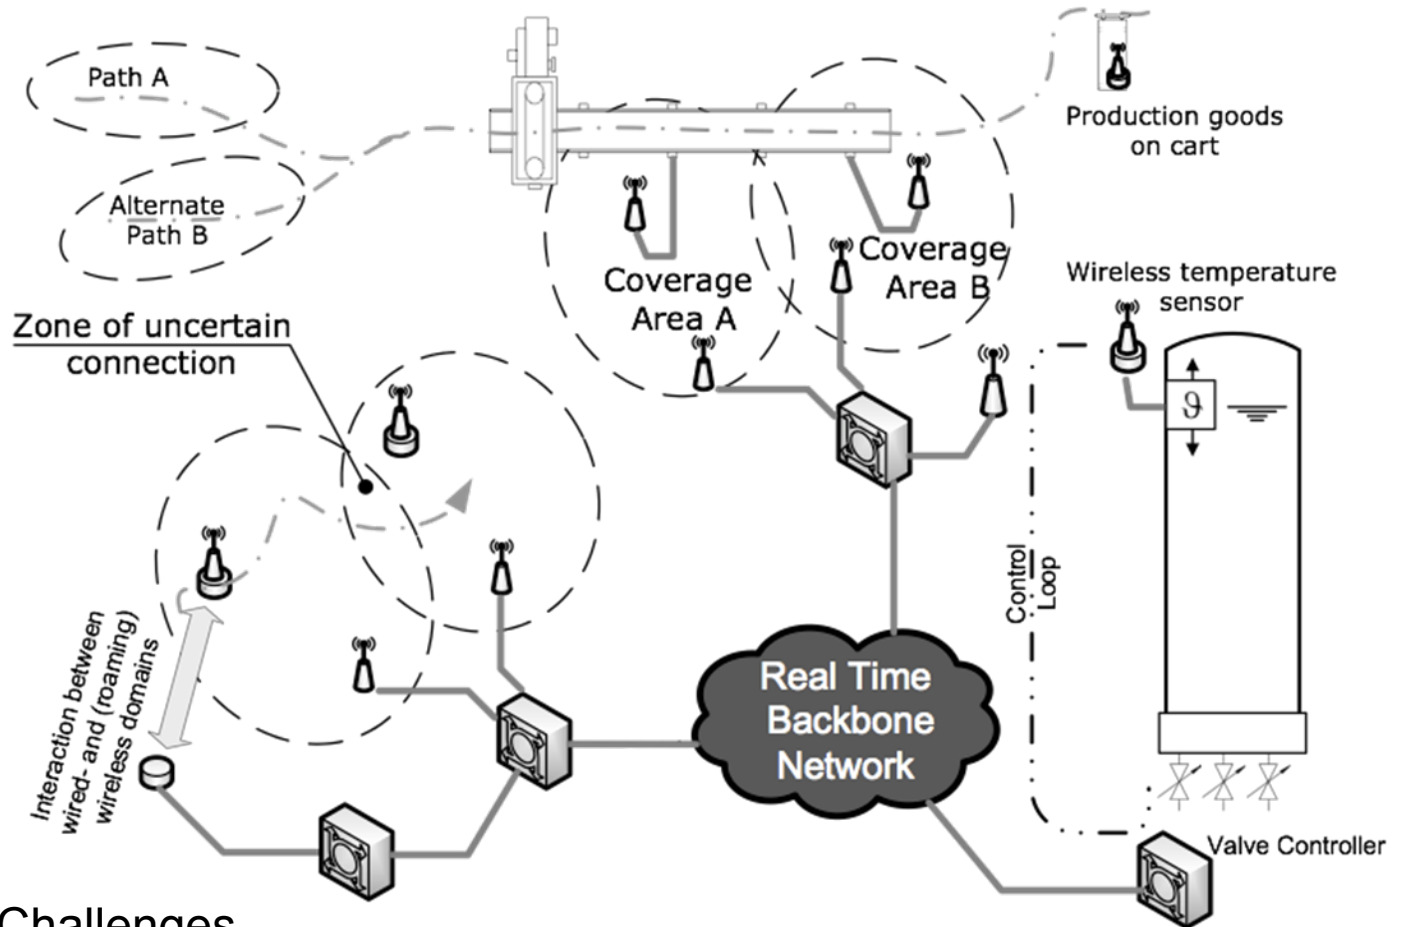 Path A
Alternate
Path B
Production goods
on cart
Coverage
Area A
Coverage
Area B
Wireless temperature
sensor
Zone of uncertain
connection
ϑ
Control
Loop
Interaction between
wired- and (roaming)
wireless domains
Real Time
Backbone
Network
Valve Controller
Challenges